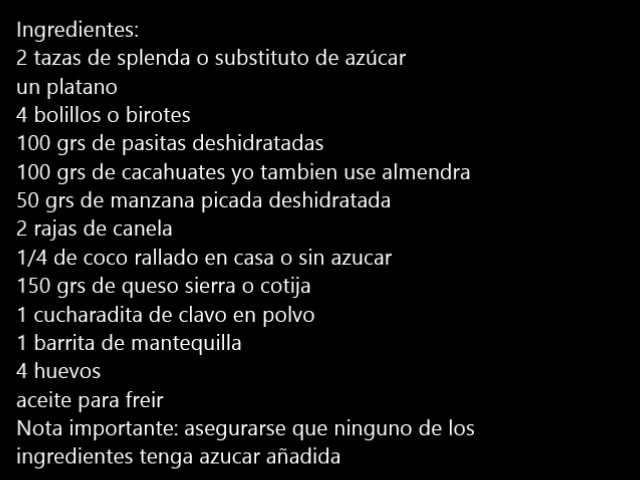 Ingredientes:
2 tazas de splenda o substituto de azúcar
un platano
4 bolillos o birotes
100 grs de pasitas deshidratadas
100 grs de cacahuates yo tambien use almendra
50 grs de manzana picada deshidratada
2 rajas de canela
1/4 de coco rallado en casa o sin azucar
150 grs de queso sierra o cotija
1 cucharadita de clavo en polvo
1 barrita de mantequilla
4 huevos
aceite para freir
Nota importante: asegurarse que ninguno de los
ingredientes tenga azucar añadida